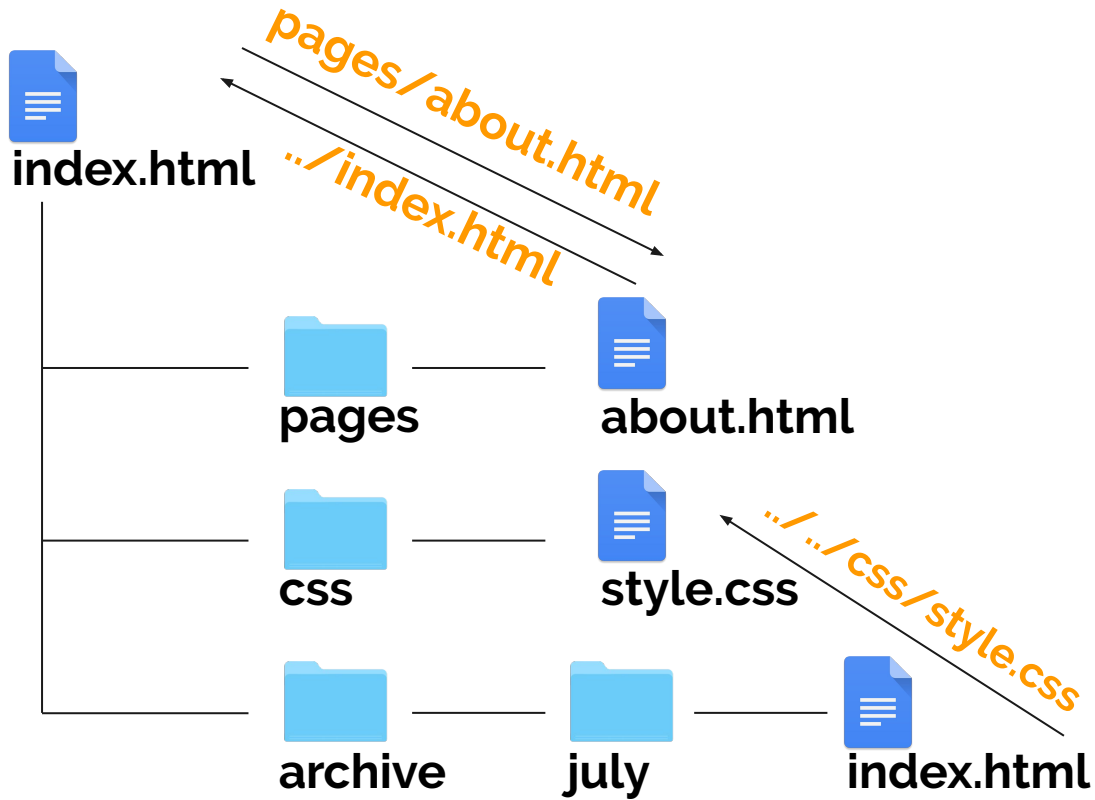 pages/about.html
index.html
../index.html
pages
about.html
../../css/style.css
css
style.css
archive
july
index.html